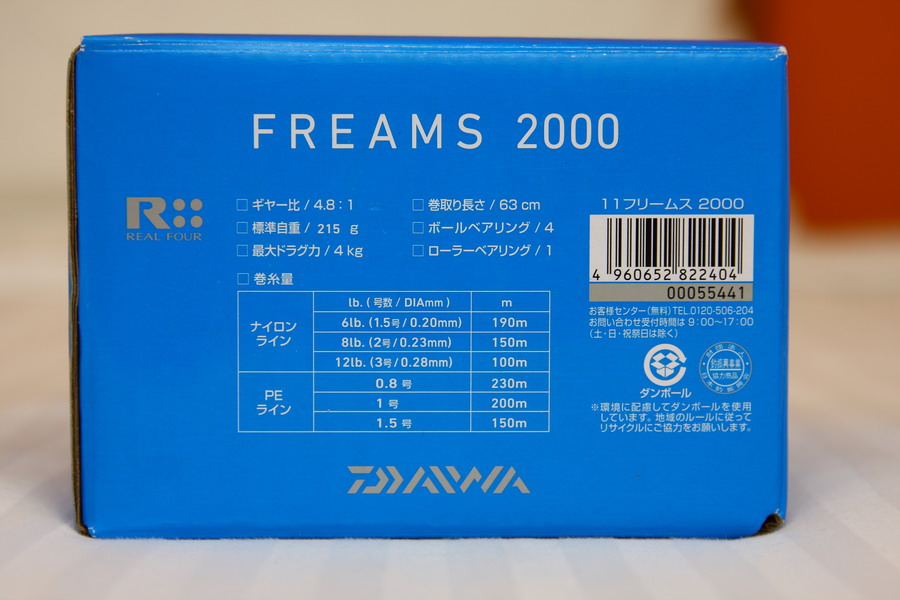 FREAMS 2000
R
REAL FOUR
□ ギヤー比 / 4.8:1
□ 標準自重 / 215 g
□ 最大ドラグ力 / 4 kg
□ 巻取り長さ / 63 cm
□ ボールベアリング / 4
□ ローラーベアリング / 1
□ 巻糸量
lb. ( 号数 / DIAmm ) m
ナイロン
ライン
6lb. (1.5号 / 0.20mm) 190m
8lb. (2号 / 0.23mm) 150m
12lb. (3号 / 0.28mm) 100m
PE
ライン
0.8 号 230m
1 号 200m
1.5 号 150m
11フリームス 2000
4 960652 822404
00055441
お客様センター(無料)TEL.0120-506-204
お問い合わせ受付時間は 9:00〜17:00
(土・日・祝祭日は除く)
ダンボール
釣振興事業
協力商品
※環境に配慮してダンボールを使用
しています。地域のルールに従って
リサイクルにご協力をお願いします。
DAIWA